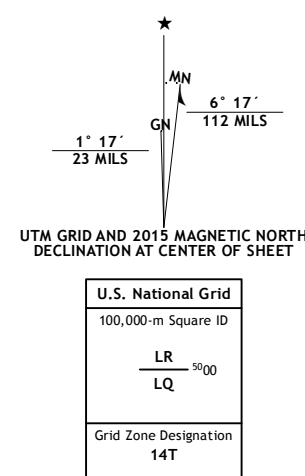 ★
MN
GN
6° 17´
112 MILS
1° 17´
23 MILS
UTM GRID AND 2015 MAGNETIC NORTH
DECLINATION AT CENTER OF SHEET
U.S. National Grid
100,000-m Square ID
LR
5000
LQ
Grid Zone Designation
14T